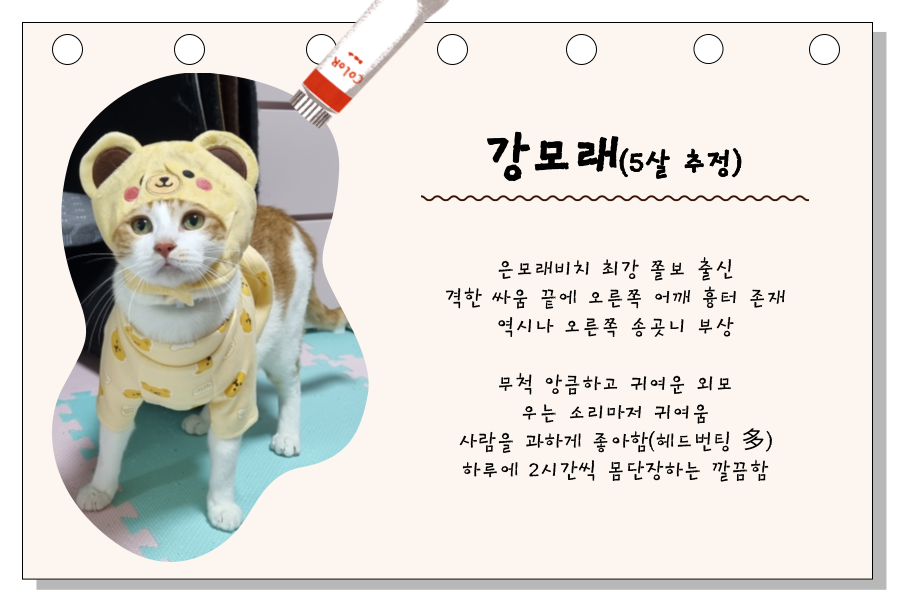 COLOR
강모래(5살 추정)
은모래비치 최강 쫄보 출신
격한 싸움 끝에 오른쪽 어깨 흉터 존재
역시나 오른쪽 송곳니 부상
무척 앙큼하고 귀여운 외모
우는 소리마저 귀여움
사람을 과하게 좋아함(헤드번팅 多)
하루에 2시간씩 몸단장하는 깔끔함